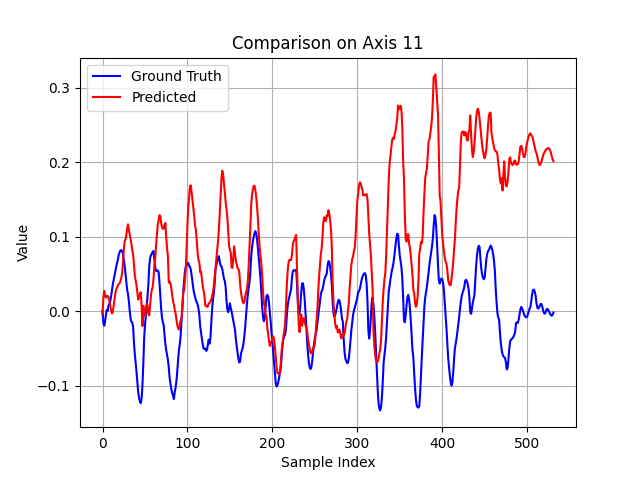 Comparison on Axis 11
Ground Truth
Predicted
Value
0.3
0.2
0.1
0.0
−0.1
0
100
200
300
400
500
Sample Index